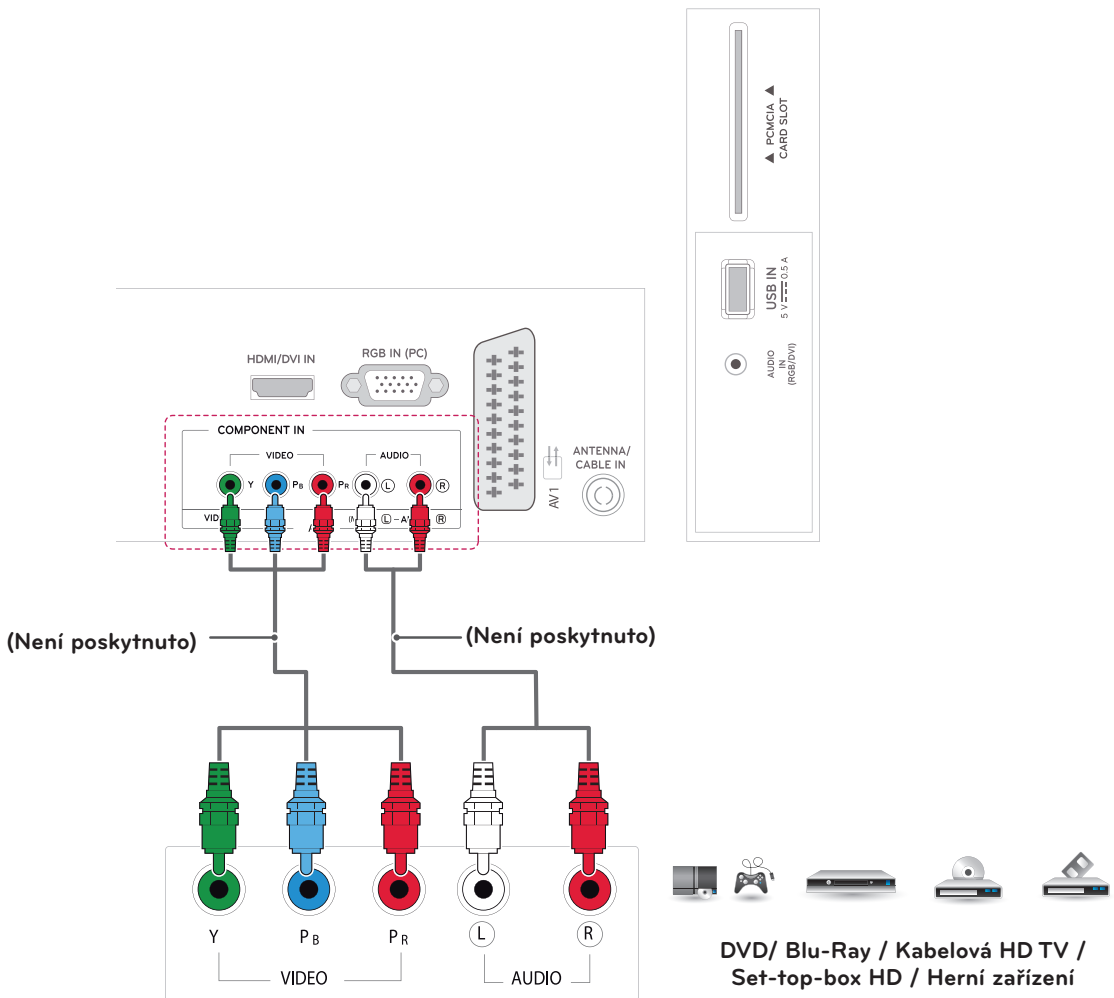 ▲ PCMCIA ▲
CARD SLOT
USB IN
5 V 0.5 A
AUDIO
IN
(RGB/DVI)
HDMI/DVI IN
RGB IN (PC)
AV1
ANTENNA/
CABLE IN
COMPONENT IN
VIDEO
AUDIO
Y PB PR L R
VID
L R
(Není poskytnuto)
(Není poskytnuto)
Y PB PR L R
VIDEO
AUDIO
DVD/ Blu-Ray / Kabelová HD TV /
Set-top-box HD / Herní zařízení